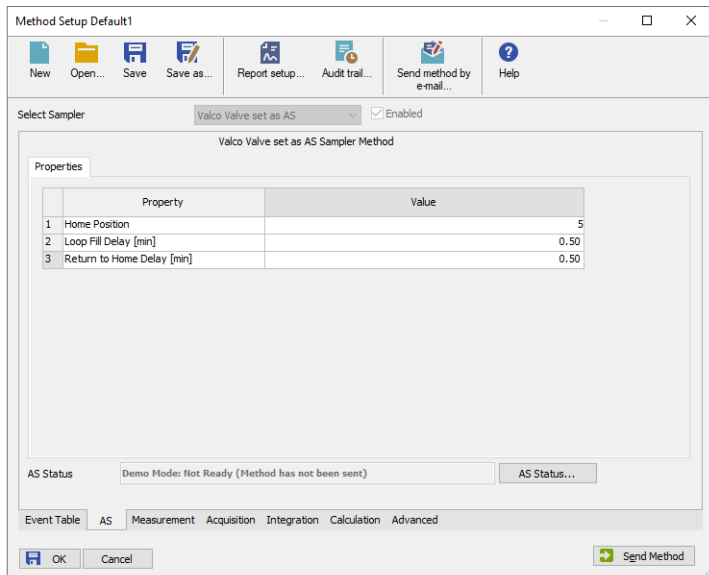 Method Setup Default1
New Open... Save Save as... Report setup... Audit trail... Send method by e-mail... Help
Select Sampler Valco Valve set as AS Enabled
Valco Valve set as AS Sampler Method
Properties
Property Value
1 Home Position 5
2 Loop Fill Delay [min] 0.50
3 Return to Home Delay [min] 0.50
AS Status Demo Mode: Not Ready (Method has not been sent) AS Status...
Event Table AS Measurement Acquisition Integration Calculation Advanced
OK Cancel Send Method